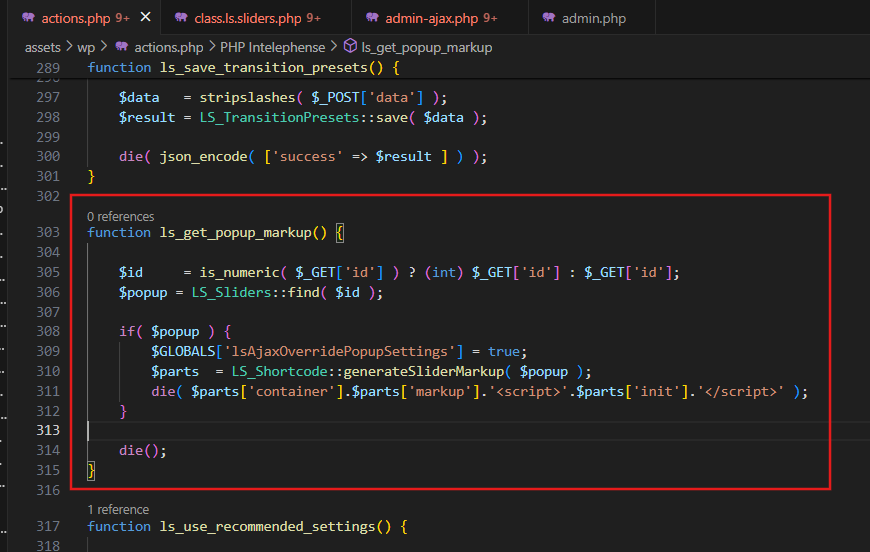 actions.php 9+ class.ls.sliders.php 9+ admin-ajax.php 9+ admin.php
assets > wp > actions.php > PHP Intelephense > ls_get_popup_markup
289 function ls_save_transition_presets() {
297 $data   = stripslashes( $_POST['data'] );
298 $result = LS_TransitionPresets::save( $data );
299
300 die( json_encode( ['success' => $result ] ) );
301 }
302
0 references
303 function ls_get_popup_markup() {
304
305 $id     = is_numeric( $_GET['id'] ) ? (int) $_GET['id'] : $_GET['id'];
306 $popup = LS_Sliders::find( $id );
307
308 if( $popup ) {
309 $GLOBALS['lsAjaxOverridePopupSettings'] = true;
310 $parts  = LS_Shortcode::generateSliderMarkup( $popup );
311 die( $parts['container'].$parts['markup'].'<script>'.$parts['init'].'</script>' );
312 }
313
314 die();
315 }
316
1 reference
317 function ls_use_recommended_settings() {
318